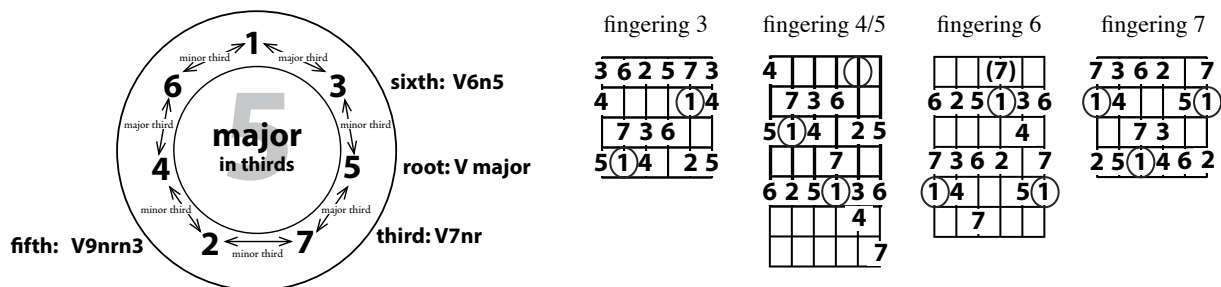 1
minor third
major third
6
3
sixth: V6n5
major third
minor third
5
major
in thirds
4
5
root: V major
minor third
major third
2
7
minor third
fifth: V9nrn3
third: V7nr
fingering 3
3 6 2 5 7 3
4 1 4
7 3 6
5 1 4 2 5
fingering 4/5
4
7 3 6
5 1 4 2 5
7
6 2 5 1 3 6
4
7
fingering 6
(7)
6 2 5 1 3 6
4
7 3 6 2 7
1 4 5 1
7
fingering 7
7 3 6 2 7
1 4 5 1
7 3
2 5 1 4 6 2